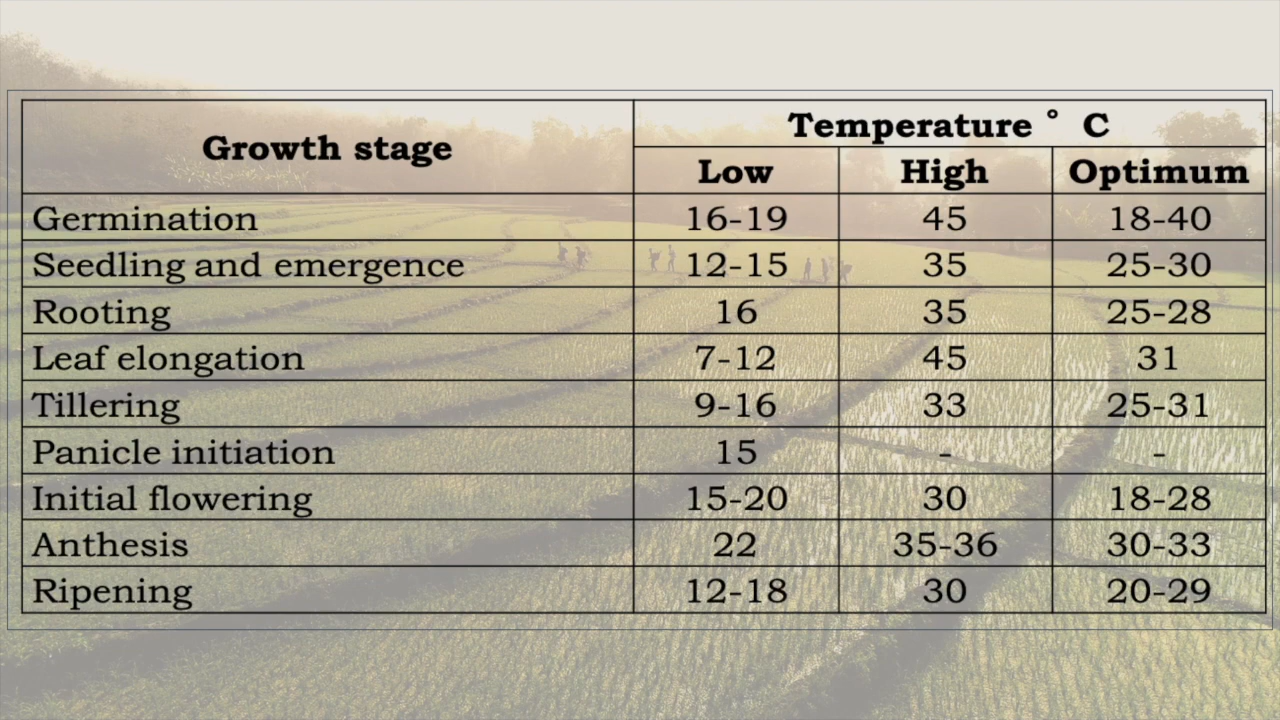 Growth stage Temperature ° C
Low High Optimum
Germination 16-19 45 18-40
Seedling and emergence 12-15 35 25-30
Rooting 16 35 25-28
Leaf elongation 7-12 45 31
Tillering 9-16 33 25-31
Panicle initiation 15 - -
Initial flowering 15-20 30 18-28
Anthesis 22 35-36 30-33
Ripening 12-18 30 20-29